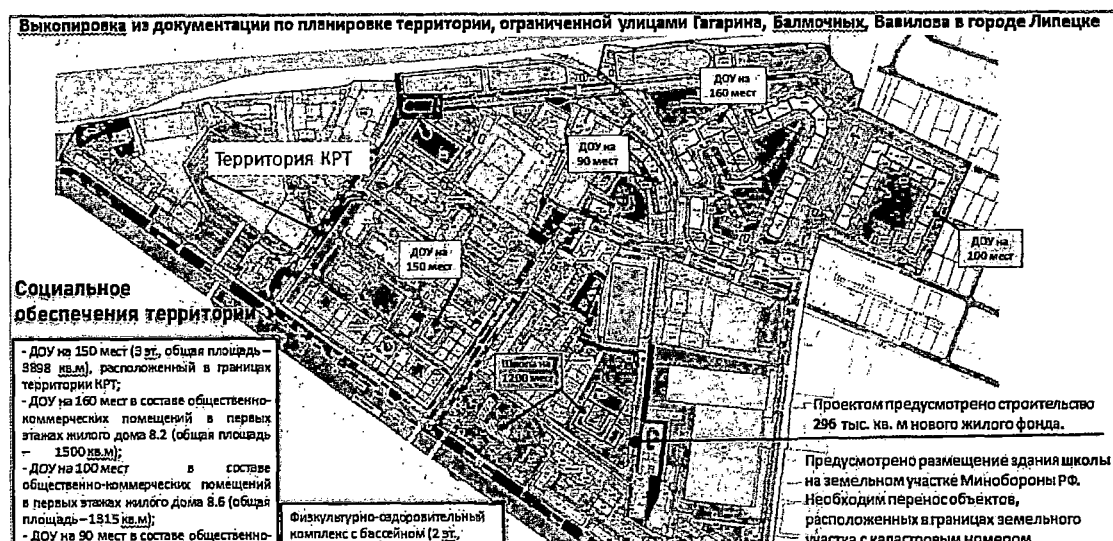 Выкопировка из документации по планировке территории, ограниченной улицами Гагарина, Балмочных, Вавилова в городе Липецке
ДОУ на
160 мест
ДОУ на
90 мест
Территория КРТ
ДОУ на
150 мест
ДОУ на
100 мест
Социальное
обеспечения территории
- ДОУ на 150 мест (3 эт., общая площадь –
3898 кв.м), расположенный в границах
территории КРТ;
- ДОУ на 160 мест в составе общественно-
коммерческих помещений в первых
этажах жилого дома 8.2 (общая площадь
– 1500 кв.м);
- ДОУ на 100 мест в составе
общественно-коммерческих помещений
в первых этажах жилого дома 8.6 (общая
площадь – 1315 кв.м);
- ДОУ на 90 мест в составе общественно-
Школа на
1200 мест
Физкультурно-оздоровительный
комплекс с бассейном (2 эт.,
Проектом предусмотрено строительство
296 тыс. кв. м нового жилого фонда.
Предусмотрено размещение здания школы
на земельном участке Минобороны РФ.
Необходим перенос объектов,
расположенных в границах земельного
участка с кадастровым номером